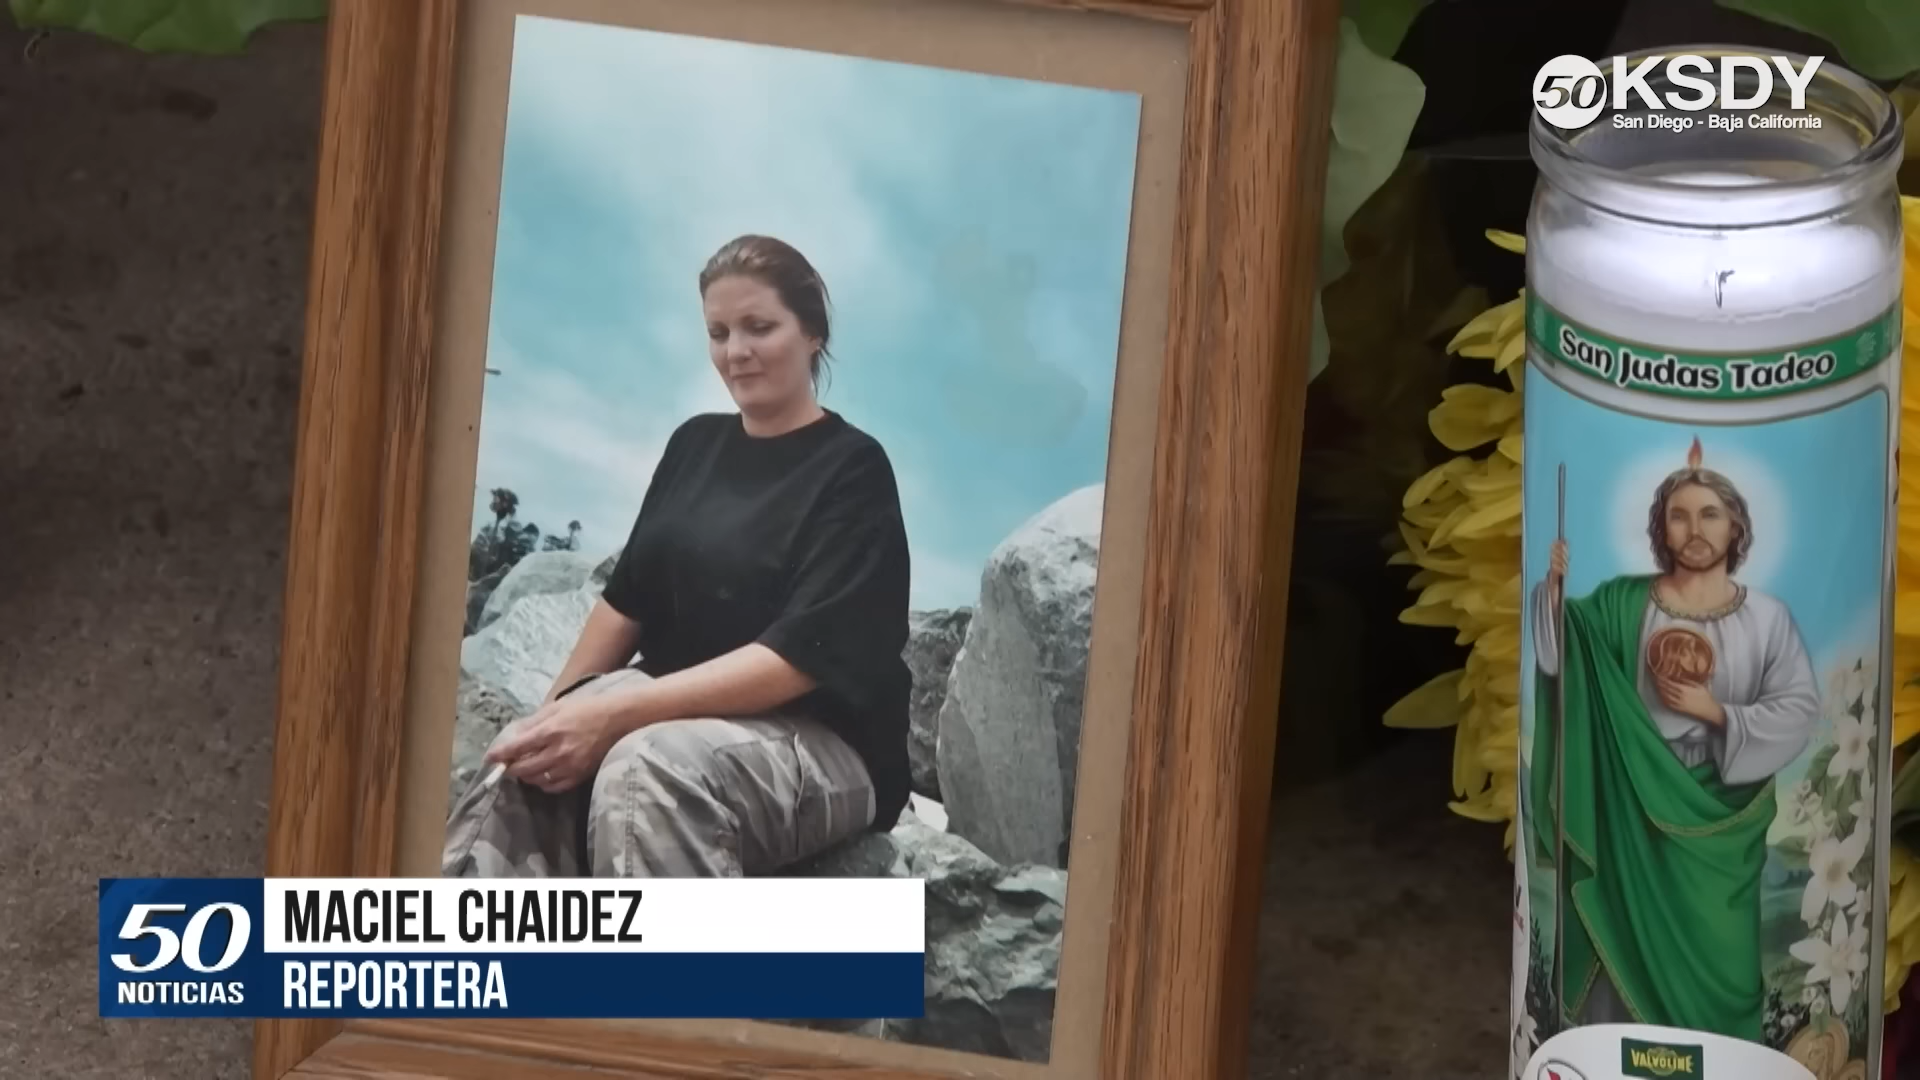 50 KSDY
San Diego - Baja California
San Judas Tadeo
50
NOTICIAS
MACIEL CHAIDEZ
REPORTERA
VALVOLINE